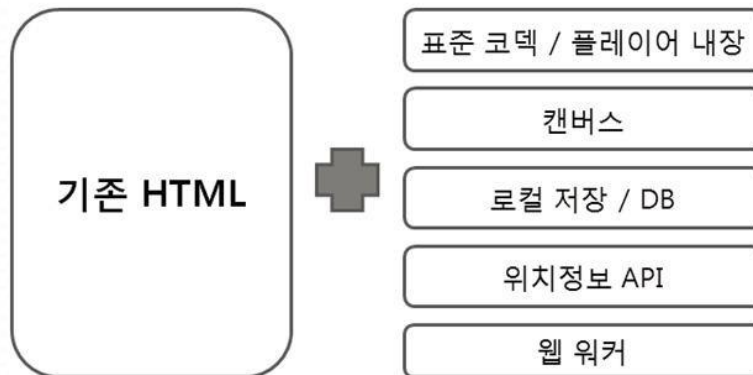 기존 HTML
표준 코덱 / 플레이어 내장
캔버스
로컬 저장 / DB
위치정보 API
웹 워커